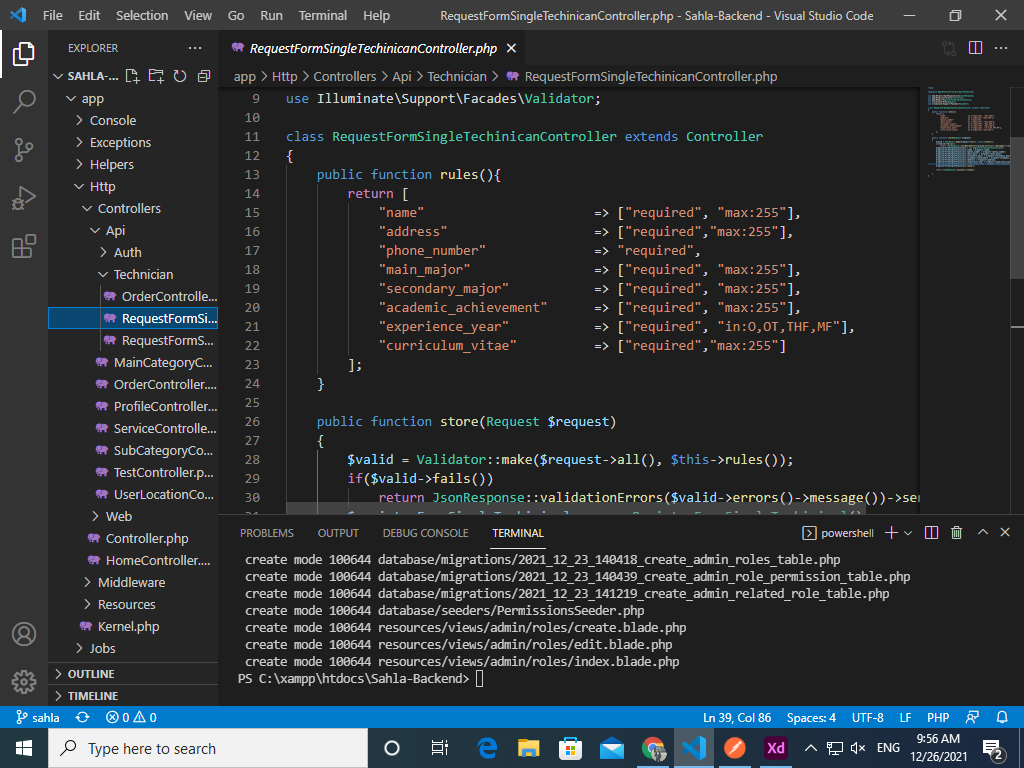 File Edit Selection View Go Run Terminal Help RequestFormSingleTechinicanController.php - Sahla-Backend - Visual Studio Code
EXPLORER
SAHLA-...
app
Console
Exceptions
Helpers
Http
Controllers
Api
Auth
Technician
OrderControlle...
RequestFormSi...
RequestFormS...
MainCategoryC...
OrderController....
ProfileController...
ServiceControlle...
SubCategoryCo...
TestController.p...
UserLocationCo...
Web
Controller.php
HomeController....
Middleware
Resources
Kernel.php
Jobs
OUTLINE
TIMELINE
RequestFormSingleTechinicanController.php
app > Http > Controllers > Api > Technician > RequestFormSingleTechinicanController.php
9 use Illuminate\Support\Facades\Validator;
10
11 class RequestFormSingleTechinicanController extends Controller
12 {
13 public function rules(){
14 return [
15 "name" => ["required", "max:255"],
16 "address" => ["required","max:255"],
17 "phone_number" => "required",
18 "main_major" => ["required", "max:255"],
19 "secondary_major" => ["required", "max:255"],
20 "academic_achievement" => ["required", "max:255"],
21 "experience_year" => ["required", "in:O,OT,THF,MF"],
22 "curriculum_vitae" => ["required","max:255"]
23 ];
24 }
25
26 public function store(Request $request)
27 {
28 $valid = Validator::make($request->all(), $this->rules());
29 if($valid->fails())
30 return JsonResponse::validationErrors($valid->errors()->message())->se
PROBLEMS OUTPUT DEBUG CONSOLE TERMINAL powershell
create mode 100644 database/migrations/2021_12_23_140418_create_admin_roles_table.php
create mode 100644 database/migrations/2021_12_23_140439_create_admin_role_permission_table.php
create mode 100644 database/migrations/2021_12_23_141219_create_admin_related_role_table.php
create mode 100644 database/seeders/PermissionsSeeder.php
create mode 100644 resources/views/admin/roles/create.blade.php
create mode 100644 resources/views/admin/roles/edit.blade.php
create mode 100644 resources/views/admin/roles/index.blade.php
PS C:\xampp\htdocs\Sahla-Backend>
sahla 0 0 Ln 39, Col 86 Spaces: 4 UTF-8 LF PHP
Type here to search
Xd
ENG
9:56 AM
12/26/2021
2